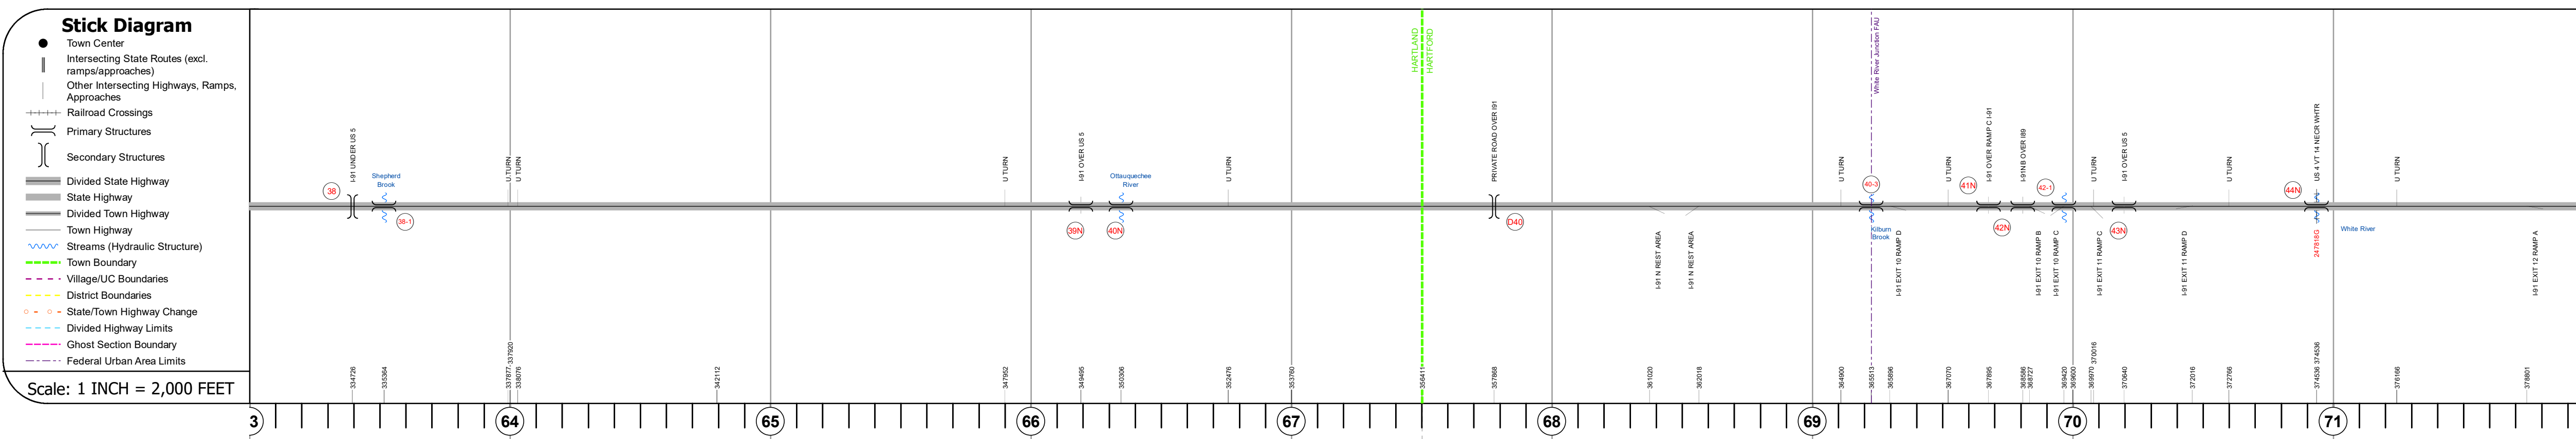 Stick Diagram
Town Center
Intersecting State Routes (excl.
ramps/approaches)
Other Intersecting Highways, Ramps,
Approaches
Railroad Crossings
Primary Structures
Secondary Structures
Divided State Highway
State Highway
Divided Town Highway
Town Highway
Streams (Hydraulic Structure)
Town Boundary
Village/UC Boundaries
District Boundaries
State/Town Highway Change
Divided Highway Limits
Ghost Section Boundary
Federal Urban Area Limits
Scale: 1 INCH = 2,000 FEET
HARTLAND
HARTFORD
White River Junction FAU
I-91 UNDER US 5
U TURN
U TURN
U TURN
I-91 OVER US 5
U TURN
PRIVATE ROAD OVER I91
U TURN
U TURN
I-91 OVER RAMP C I-91
I-91NB OVER I89
U TURN
I-91 OVER US 5
U TURN
US 4 VT 14 NECR WHTR
U TURN
38
Shepherd
Brook
38-1
39N
Ottauquechee
River
40N
D40
40-3
Kilburn
Brook
41N
42N
42-1
43N
44N
247818G
White River
I-91 N REST AREA
I-91 N REST AREA
I-91 EXIT 10 RAMP D
I-91 EXIT 10 RAMP B
I-91 EXIT 10 RAMP C
I-91 EXIT 11 RAMP C
I-91 EXIT 11 RAMP D
I-91 EXIT 12 RAMP A
334726
335364
337877
337920
338076
342112
347952
349495
350306
352476
353760
356411
357868
361020
362018
364900
365513
365896
367070
367895
368586
368727
369420
369600
369970
370016
370640
372016
372766
374536
374536
376166
378801
3
64
65
66
67
68
69
70
71